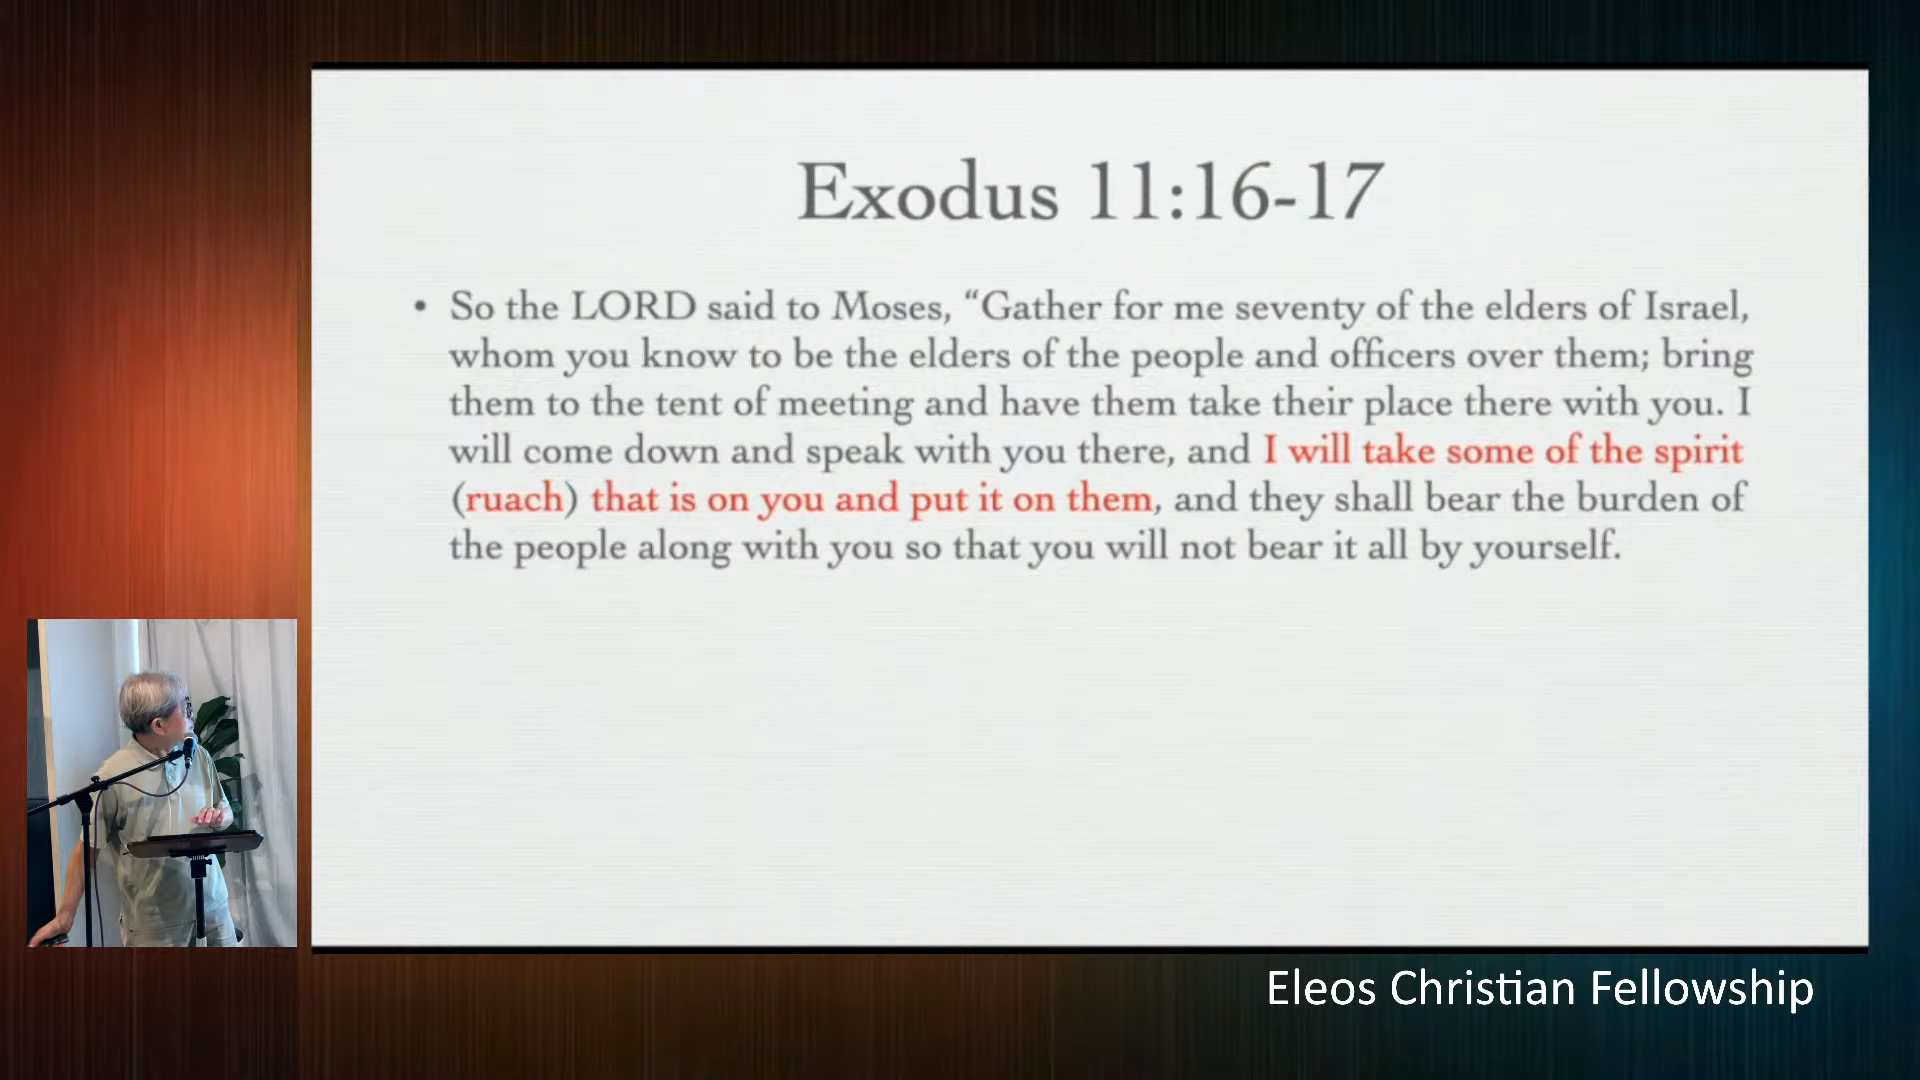 Exodus 11:16-17
• So the LORD said to Moses, “Gather for me seventy of the elders of Israel,
whom you know to be the elders of the people and officers over them; bring
them to the tent of meeting and have them take their place there with you. I
will come down and speak with you there, and I will take some of the spirit
(ruach) that is on you and put it on them, and they shall bear the burden of
the people along with you so that you will not bear it all by yourself.
Eleos Christian Fellowship